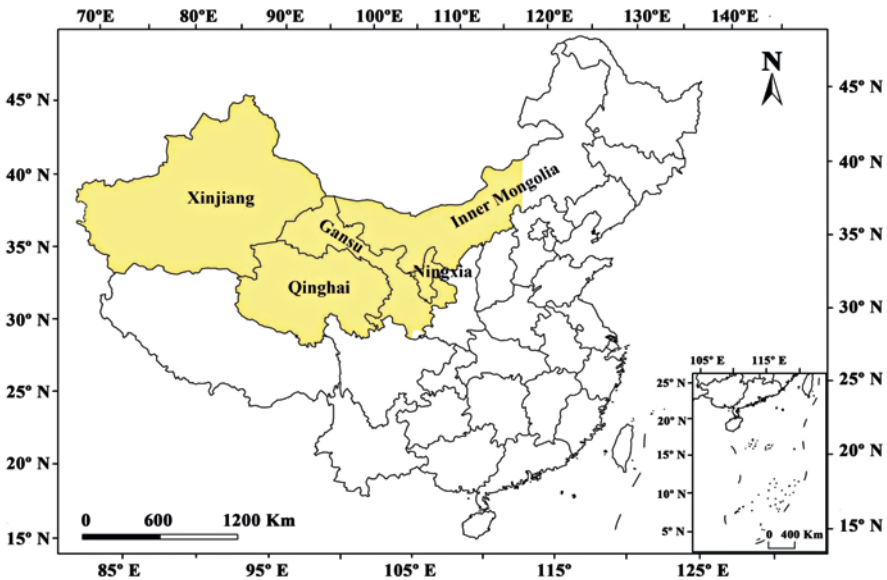 70° E 80° E 90° E 100° E 110° E 120° E 130° E 140° E
N
45° N 45° N
40° N 40° N
Xinjiang
Inner Mongolia
Gansu
35° N 35° N
Ningxia
Qinghai
30° N 30° N
105° E 115° E
25° N 25° N 25° N
20° N
20° N 20° N
15° N
10° N
0 600 1200 Km
5° N
0 400 Km
15° N 15° N
85° E 95° E 105° E 115° E 125° E